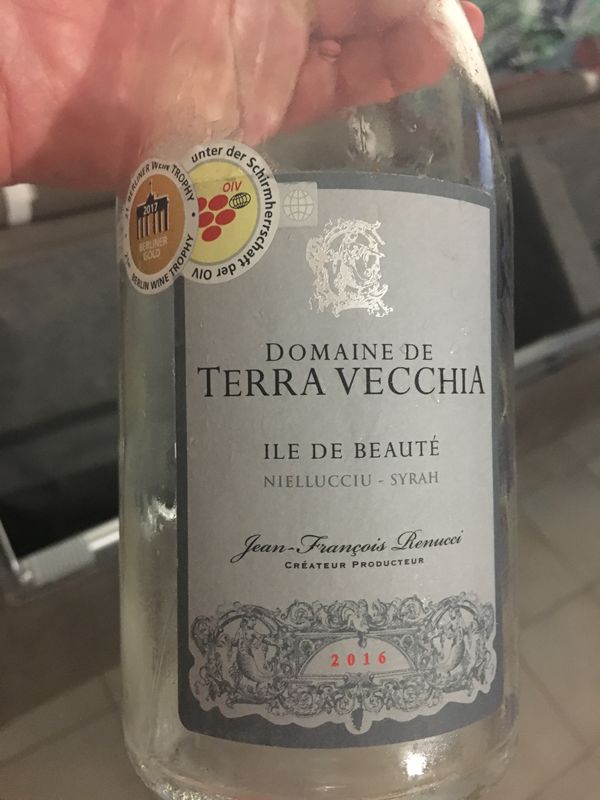 BERLINER WEIN TROPHY
2017
BERLINER
GOLD
BERLIN WINE TROPHY
unter der Schirmherrschaft der OIV
OIV
DOMAINE DE
TERRA VECCHIA
ILE DE BEAUTÉ
NIELLUCCIU - SYRAH
Jean-François Renucci
CRÉATEUR PRODUCTEUR
2016